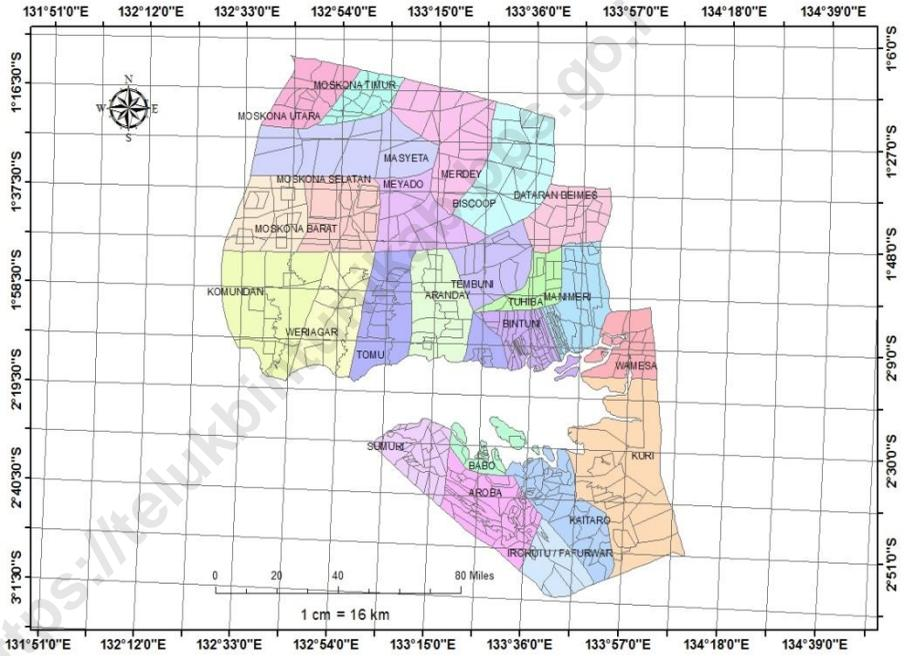 131°51'0"E 132°12'0"E 132°33'0"E 132°54'0"E 133°15'0"E 133°36'0"E 133°57'0"E 134°18'0"E 134°39'0"E
1°6'0"S
1°16'30"S
1°27'0"S
1°37'30"S
1°48'0"S
1°58'30"S
2°9'0"S
2°19'30"S
2°30'0"S
2°40'30"S
2°51'0"S
3°1'30"S
N
W E
S
MOSKONA TIMUR
MOSKONA UTARA
MASYETA
MERDEY
MOSKONA SELATAN
MEYADO
DATARAN BEIMES
BISCOOP
MOSKONA BARAT
TEMBUNI
KOMUNDAN
ARANDAY
TUHIBA
MANIMERI
BINTUNI
WERIAGAR
TOMU
WAMESA
SUMURI
KURI
BABO
AROBA
KAITARO
IRORUTU / FAFURWAR
0 20 40 80 Miles
1 cm = 16 km
131°51'0"E 132°12'0"E 132°33'0"E 132°54'0"E 133°15'0"E 133°36'0"E 133°57'0"E 134°18'0"E 134°39'0"E